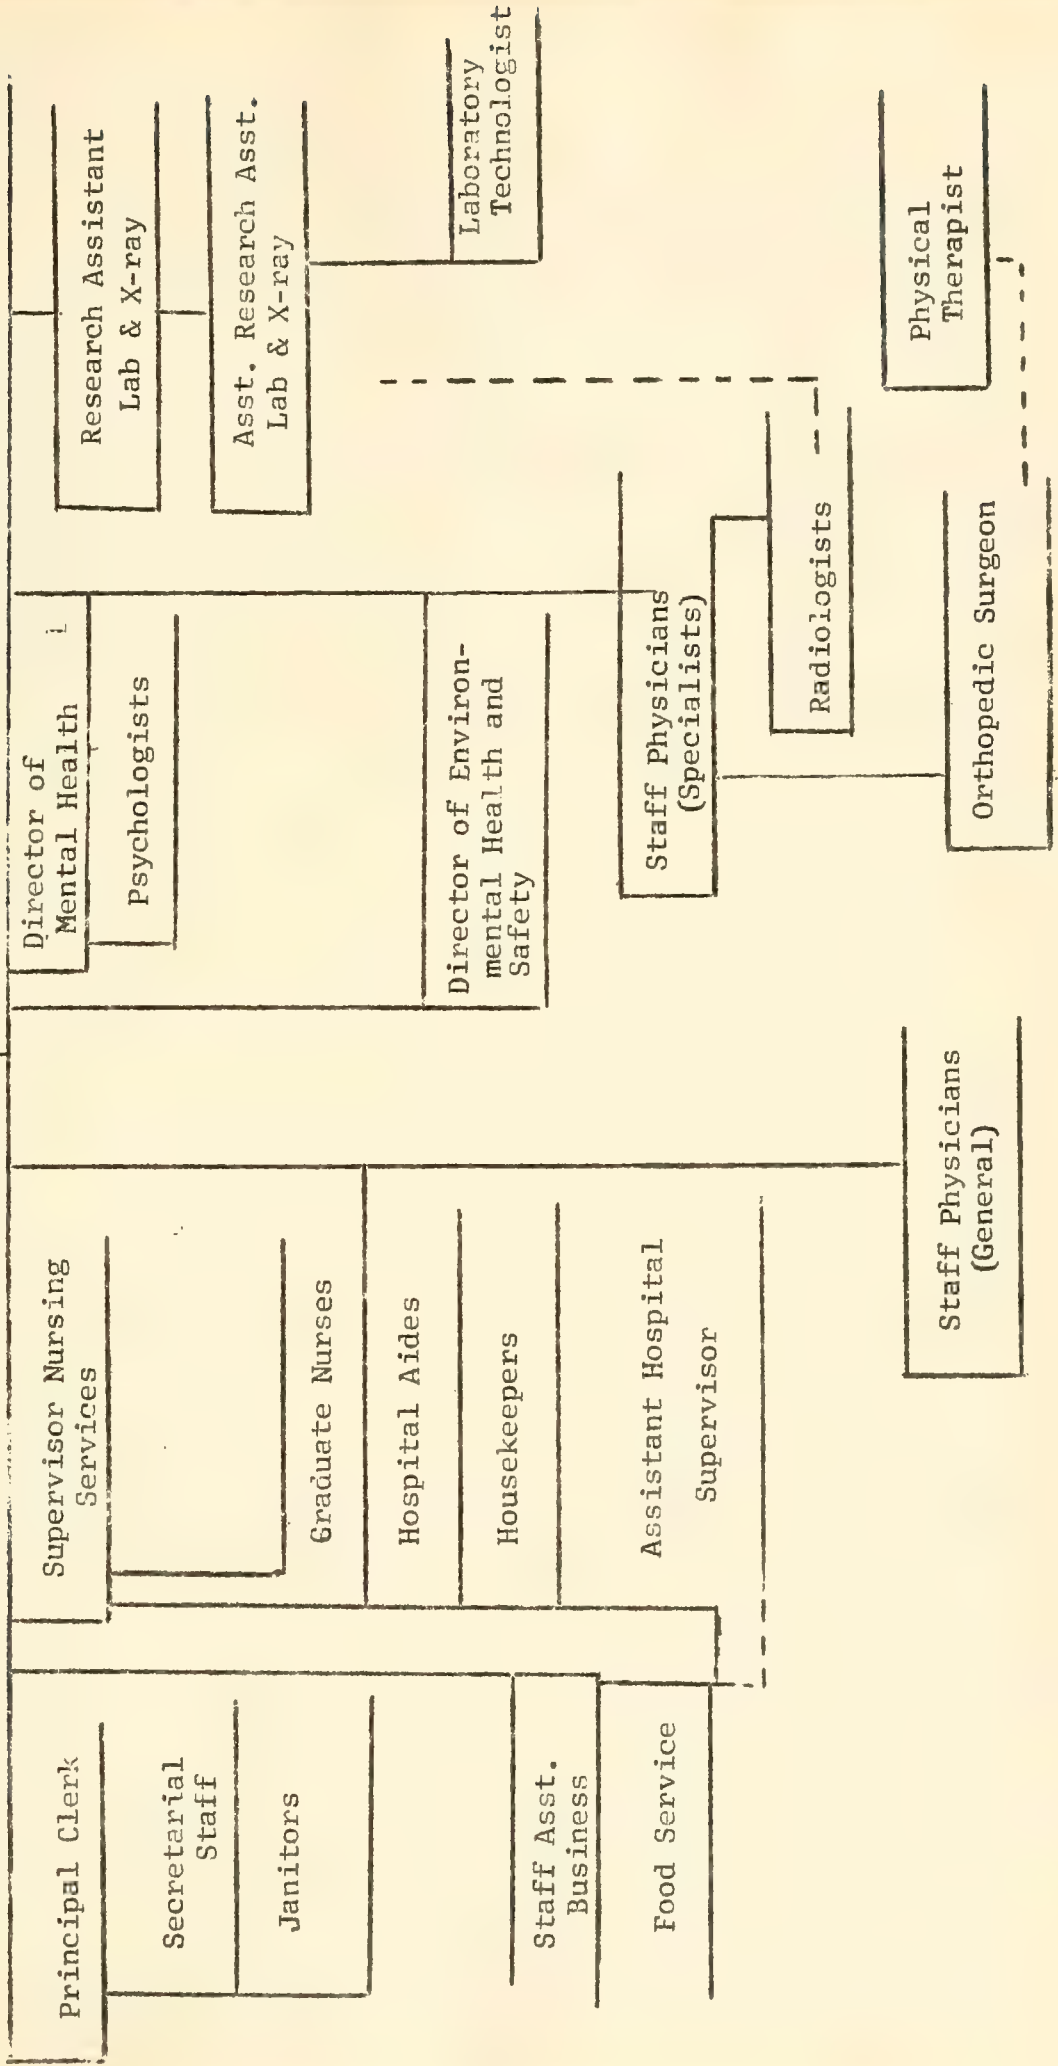 Principal Clerk
Secretarial
Staff
Janitors
Staff Asst.
Business
Food Service
Supervisor Nursing
Services
Graduate Nurses
Hospital Aides
Housekeepers
Assistant Hospital
Supervisor
Staff Physicians
(General)
Director of
Mental Health
Psychologists
Director of Environ-
mental Health and
Safety
Staff Physicians
(Specialists)
Radiologists
Orthopedic Surgeon
Research Assistant
Lab & X-ray
Asst. Research Asst.
Lab & X-ray
Laboratory
Technologist
Physical
Therapist